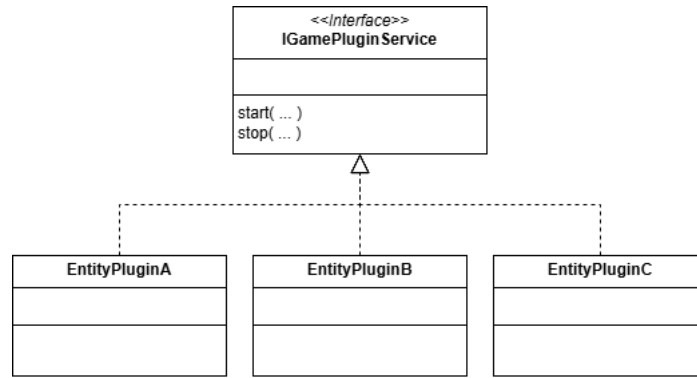 <<Interface>>
IGamePluginService
start( ... )
stop( ... )
EntityPluginA
EntityPluginB
EntityPluginC